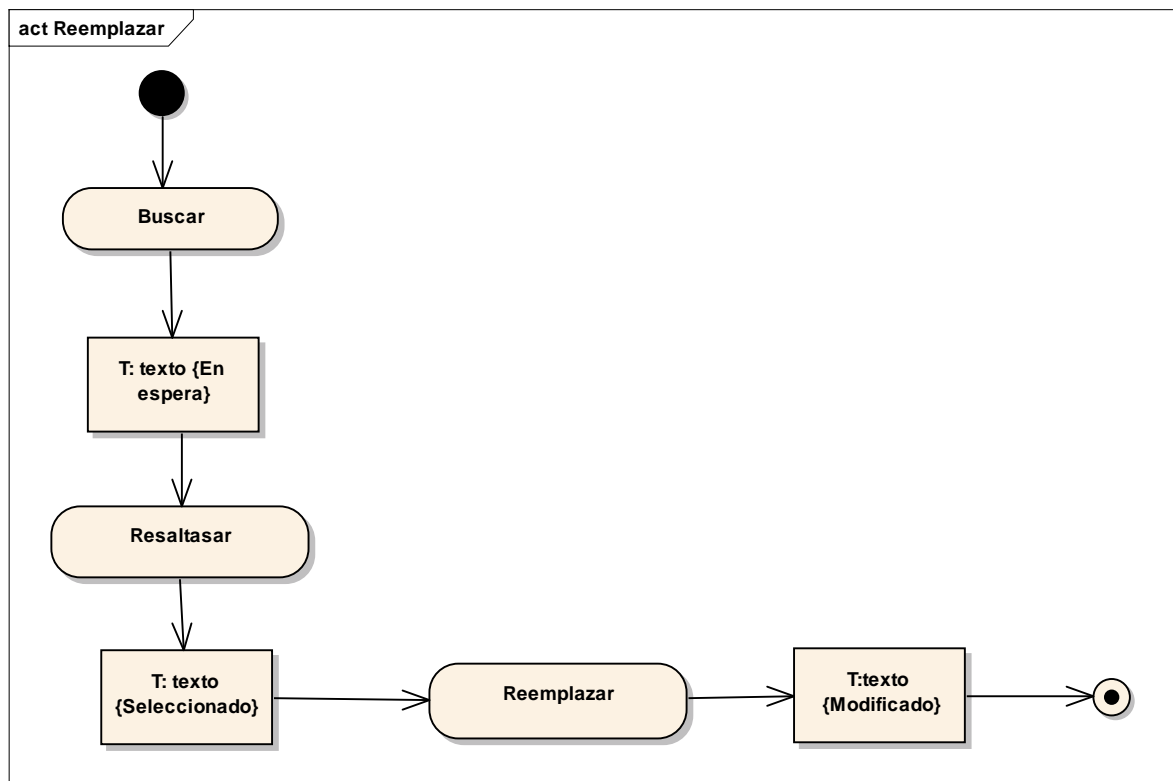 act Reemplazar
Buscar
T: texto {En
espera}
Resaltasar
T: texto
{Seleccionado}
Reemplazar
T:texto
{Modificado}